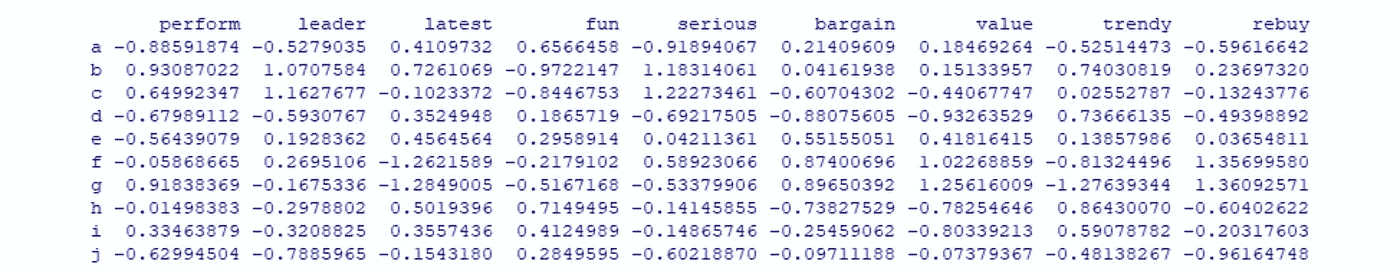 perform leader latest fun serious bargain value trendy rebuy
a -0.88591874 -0.5279035 0.4109732 0.6566458 -0.91894067 0.21409609 0.18469264 -0.52514473 -0.59616642
b 0.93087022 1.0707584 0.7261069 -0.9722147 1.18314061 0.04161938 0.15133957 0.74030819 0.23697320
c 0.64992347 1.1627677 -0.1023372 -0.8446753 1.22273461 -0.60704302 -0.44067747 0.02552787 -0.13243776
d -0.67989112 -0.5930767 0.3524948 0.1865719 -0.69217505 -0.88075605 -0.93263529 0.73666135 -0.49398892
e -0.56439079 0.1928362 0.4564564 0.2958914 0.04211361 0.55155051 0.41816415 0.13857986 0.03654811
f -0.05868665 0.2695106 -1.2621589 -0.2179102 0.58923066 0.87400696 1.02268859 -0.81324496 1.35699580
g 0.91838369 -0.1675336 -1.2849005 -0.5167168 -0.53379906 0.89650392 1.25616009 -1.27639344 1.36092571
h -0.01498383 -0.2978802 0.5019396 0.7149495 -0.14145855 -0.73827529 -0.78254646 0.86430070 -0.60402622
i 0.33463879 -0.3208825 0.3557436 0.4124989 -0.14865746 -0.25459062 -0.80339213 0.59078782 -0.20317603
j -0.62994504 -0.7885965 -0.1543180 0.2849595 -0.60218870 -0.09711188 -0.07379367 -0.48138267 -0.96164748